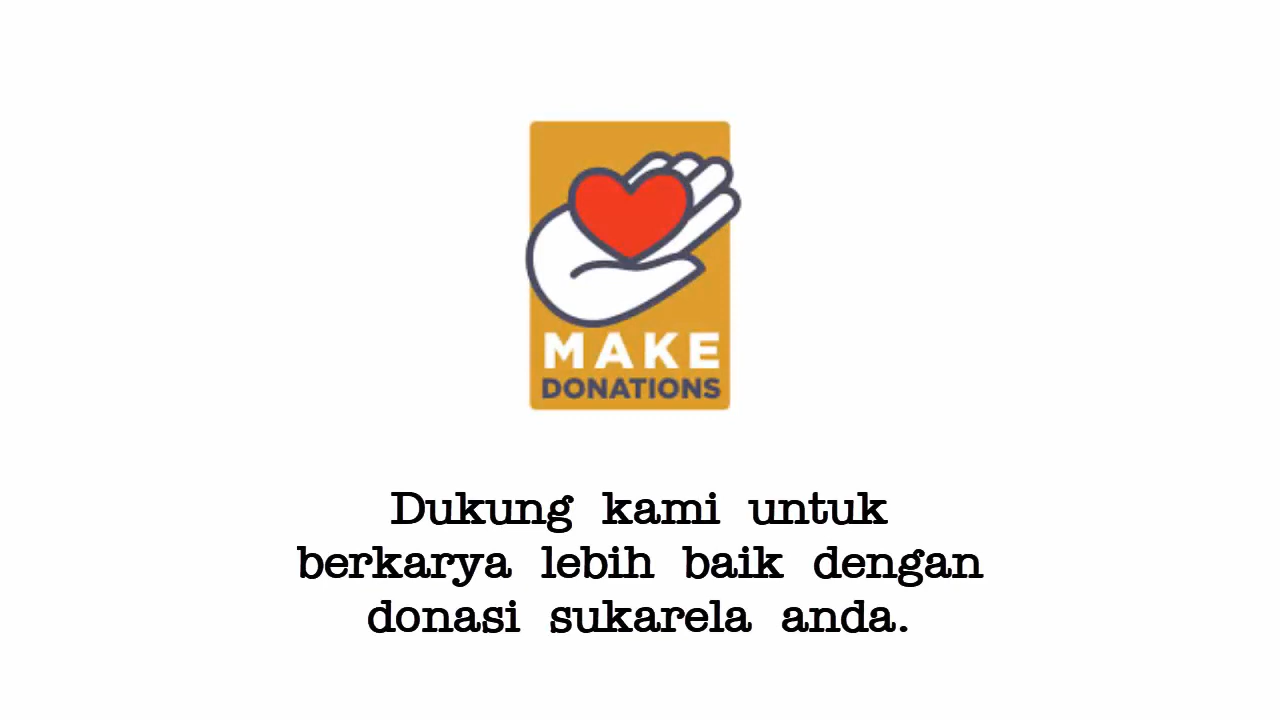 MAKE
DONATIONS
Dukung kami untuk
berkarya lebih baik dengan
donasi sukarela anda.